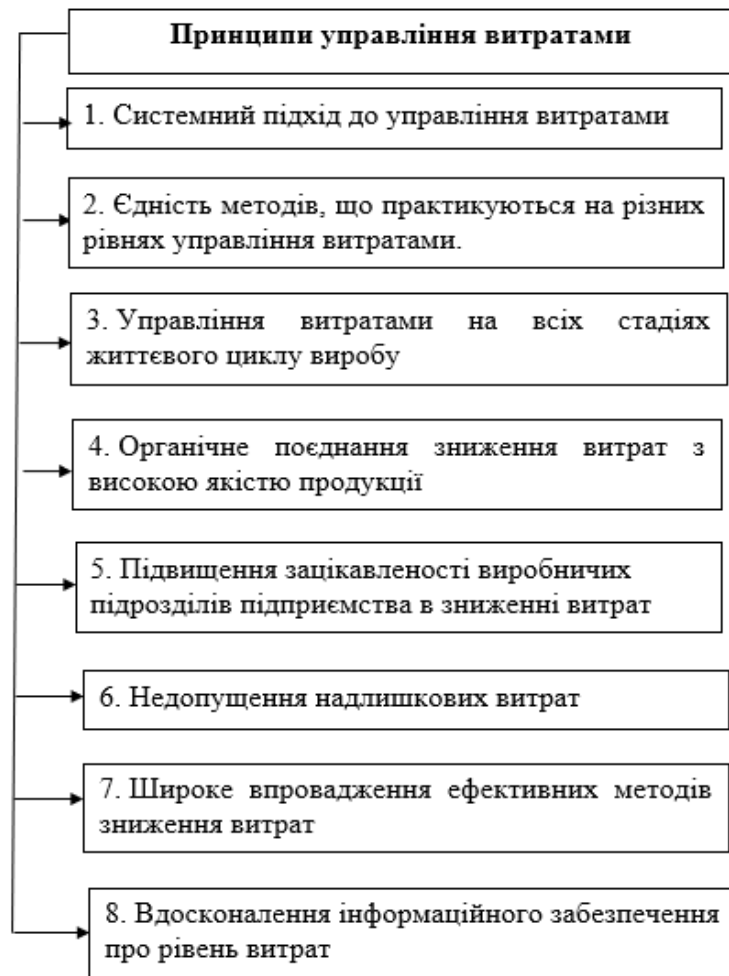 Принципи управління витратами
1. Системний підхід до управління витратами
2. Єдність методів, що практикуються на різних
рівнях управління витратами.
3. Управління витратами на всіх стадіях
життєвого циклу виробу
4. Органічне поєднання зниження витрат з
високою якістю продукції
5. Підвищення зацікавленості виробничих
підрозділів підприємства в зниженні витрат
6. Недопущення надлишкових витрат
7. Широке впровадження ефективних методів
зниження витрат
8. Вдосконалення інформаційного забезпечення
про рівень витрат